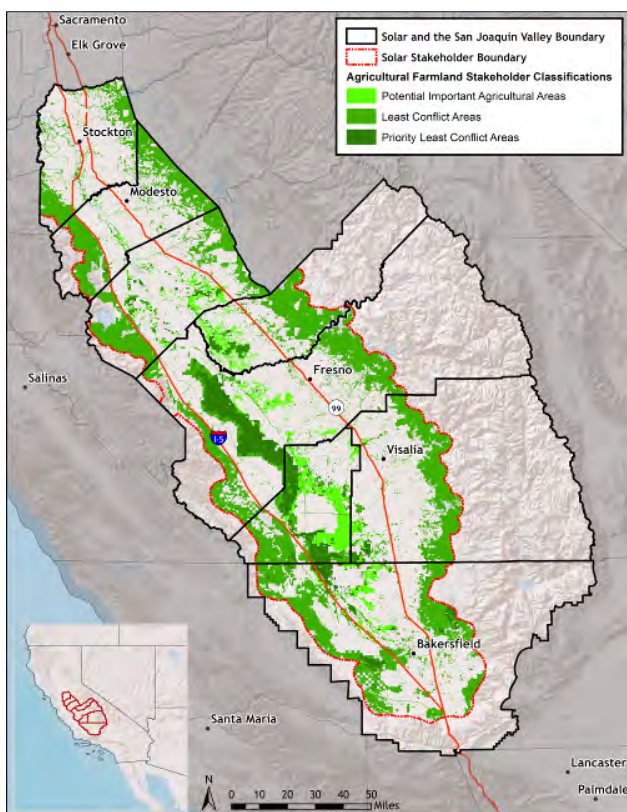 Sacramento
Elk Grove
Solar and the San Joaquin Valley Boundary
Solar Stakeholder Boundary
Agricultural Farmland Stakeholder Classifications
Potential Important Agricultural Areas
Least Conflict Areas
Priority Least Conflict Areas
Stockton
Modesto
Salinas
Fresno
99
I-5
Visalia
Bakersfield
Santa Maria
Lancaster
Palmdale
N
0 10 20 30 40 50
Miles